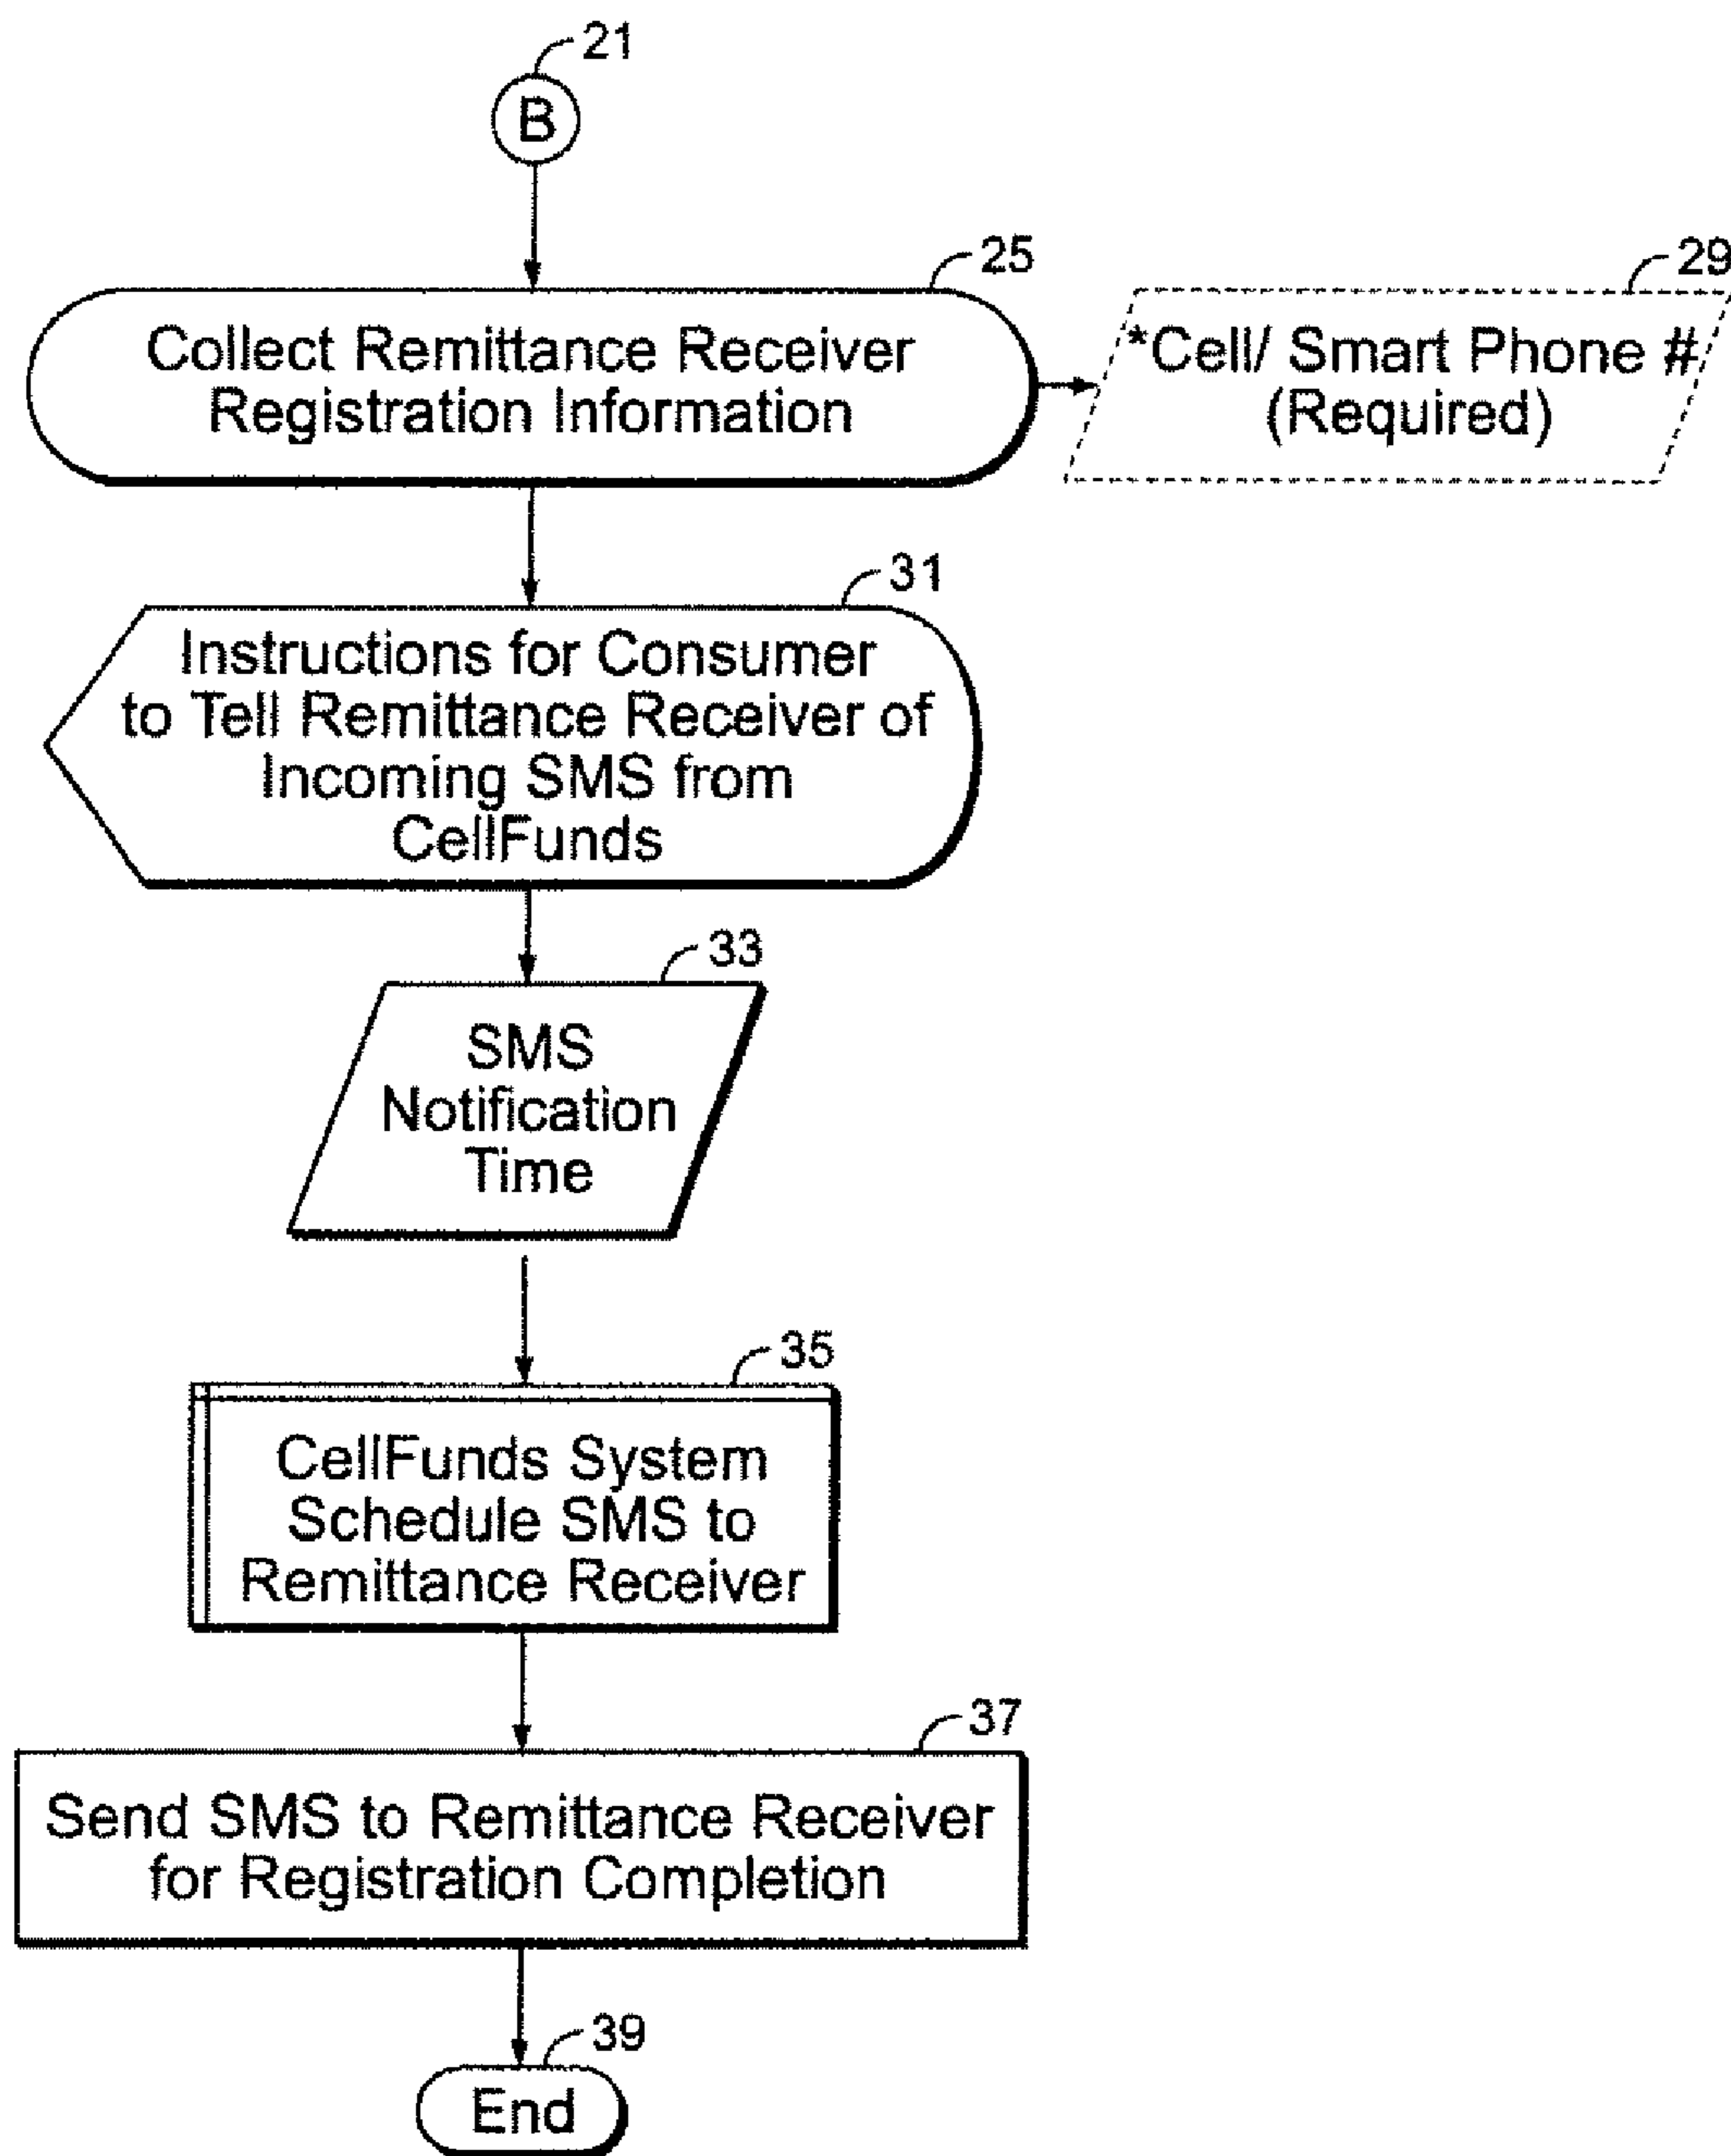 21
B
25
Collect Remittance Receiver
Registration Information
29
*Cell/ Smart Phone #
(Required)
31
Instructions for Consumer
to Tell Remittance Receiver of
Incoming SMS from
CellFunds
33
SMS
Notification
Time
35
CellFunds System
Schedule SMS to
Remittance Receiver
37
Send SMS to Remittance Receiver
for Registration Completion
39
End